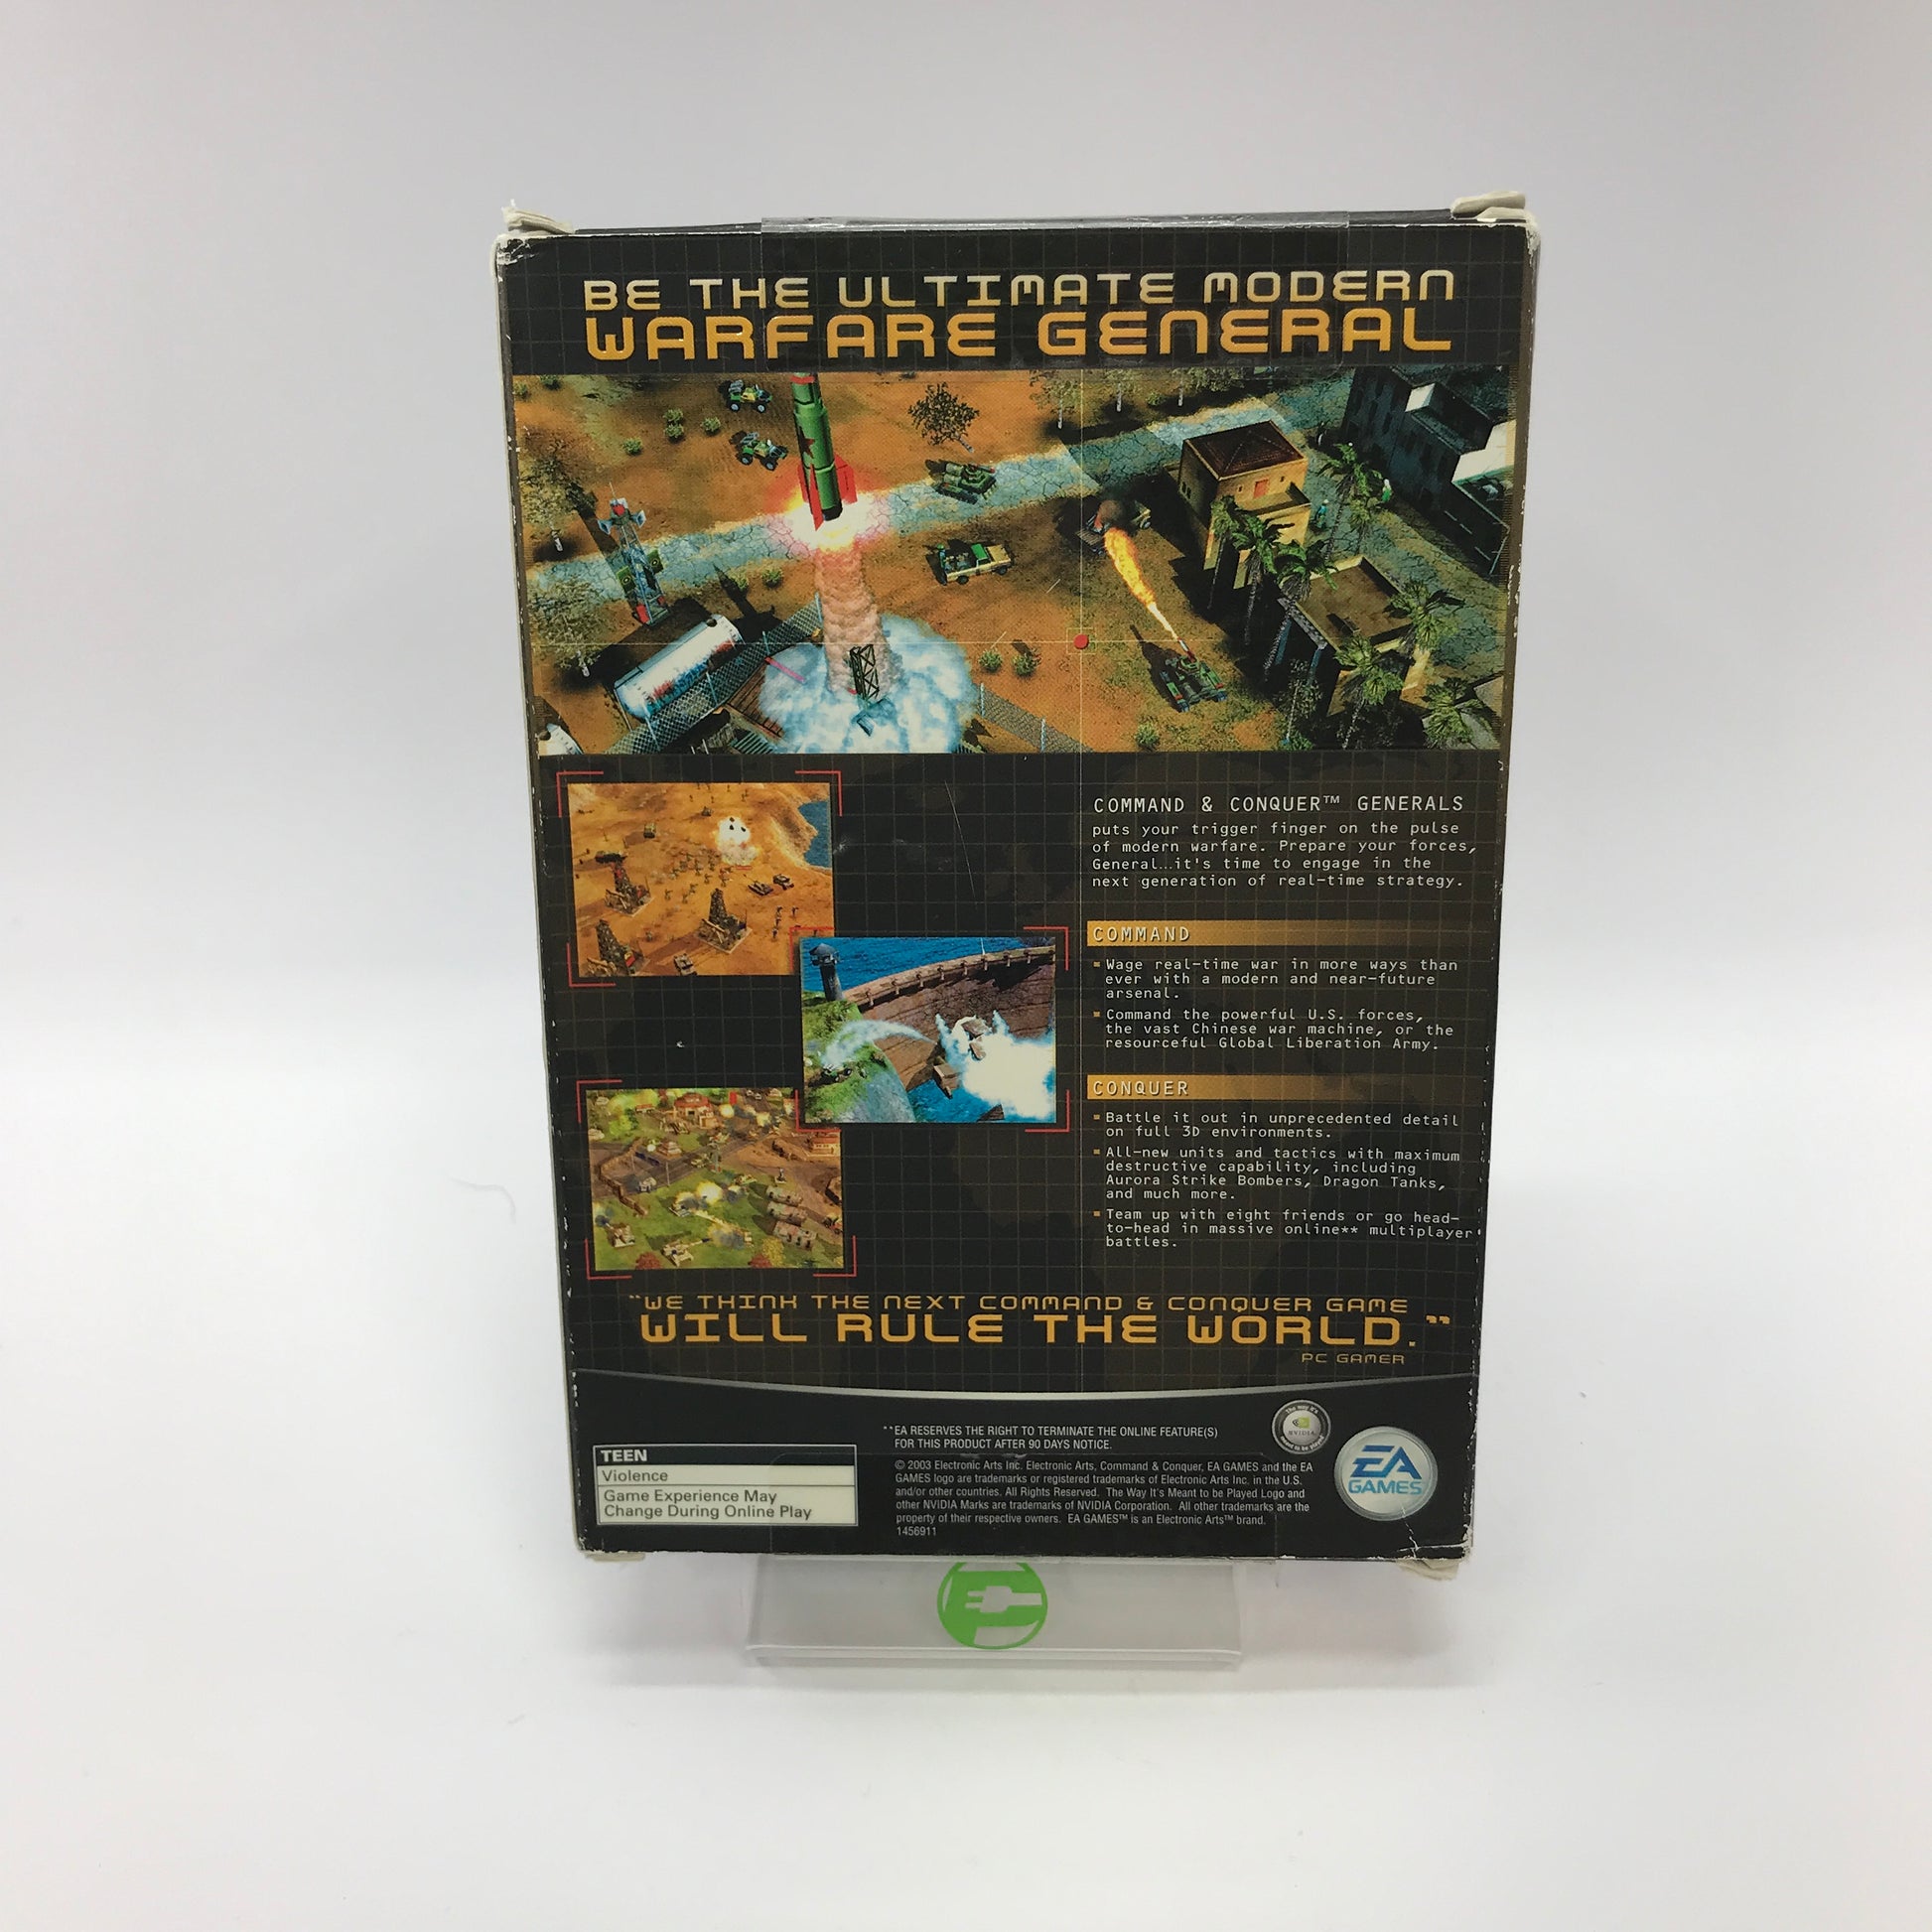 BE THE ULTIMATE MODERN
WARFARE GENERAL
COMMAND & CONQUER™ GENERALS
puts your trigger finger on the pulse
of modern warfare. Prepare your forces,
General...it's time to engage in the
next generation of real-time strategy.
COMMAND
Wage real-time war in more ways than
ever with a modern and near-future
arsenal.
Command the powerful U.S. forces,
the vast Chinese war machine, or the
resourceful Global Liberation Army.
CONQUER
Battle it out in unprecedented detail
on full 3D environments.
All-new units and tactics with maximum
destructive capability, including
Aurora Strike Bombers, Dragon Tanks,
and much more.
Team up with eight friends or go head-
to-head in massive online** multiplayer
battles.
"WE THINK THE NEXT COMMAND & CONQUER GAME
WILL RULE THE WORLD."
PC GAMER
**EA RESERVES THE RIGHT TO TERMINATE THE ONLINE FEATURE(S)
FOR THIS PRODUCT AFTER 90 DAYS NOTICE.
© 2003 Electronic Arts Inc. Electronic Arts, Command & Conquer, EA GAMES and the EA
GAMES logo are trademarks or registered trademarks of Electronic Arts Inc. in the U.S.
and/or other countries. All Rights Reserved. The Way It's Meant to be Played Logo and
other NVIDIA Marks are trademarks of NVIDIA Corporation. All other trademarks are the
property of their respective owners. EA GAMES™ is an Electronic Arts™ brand.
1456911
TEEN
Violence
Game Experience May
Change During Online Play
The way it's
NVIDIA
meant to be played
EA
GAMES